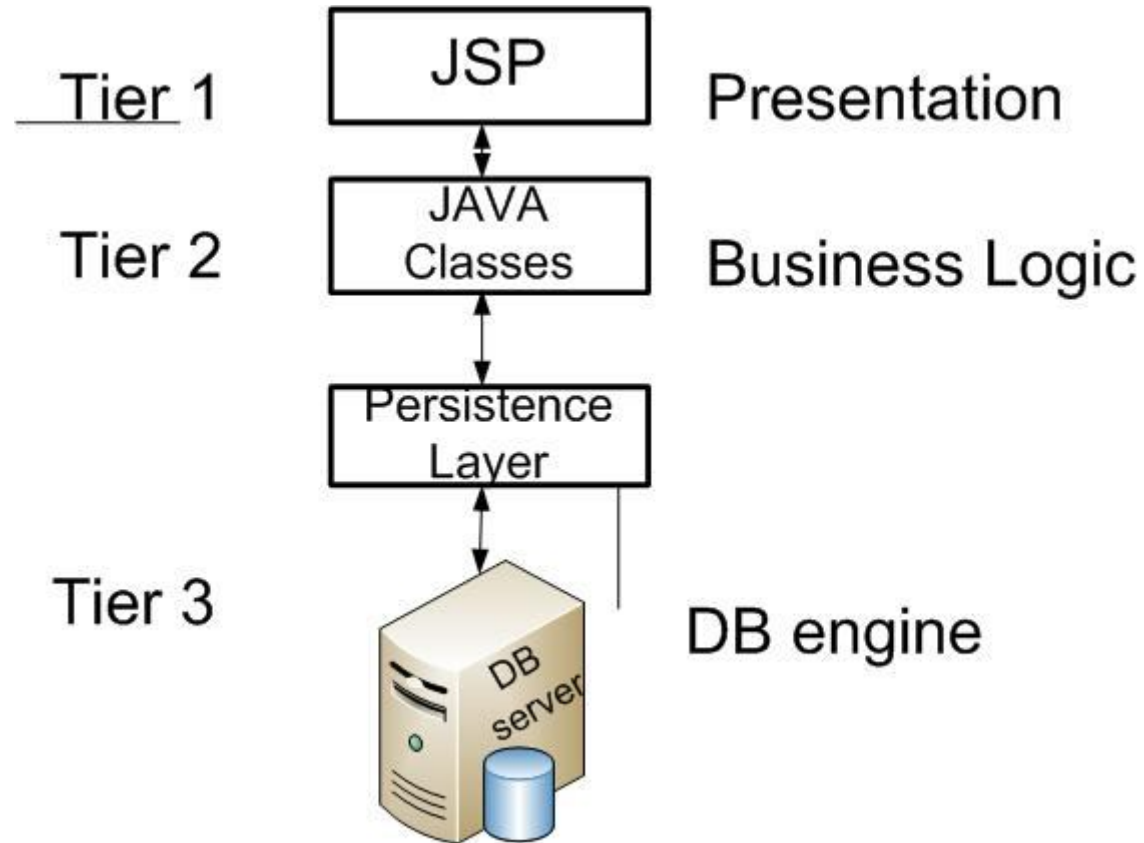 Tier 1
JSP
Presentation
Tier 2
JAVA
Classes
Business Logic
Persistence
Layer
Tier 3
DB
server
DB engine